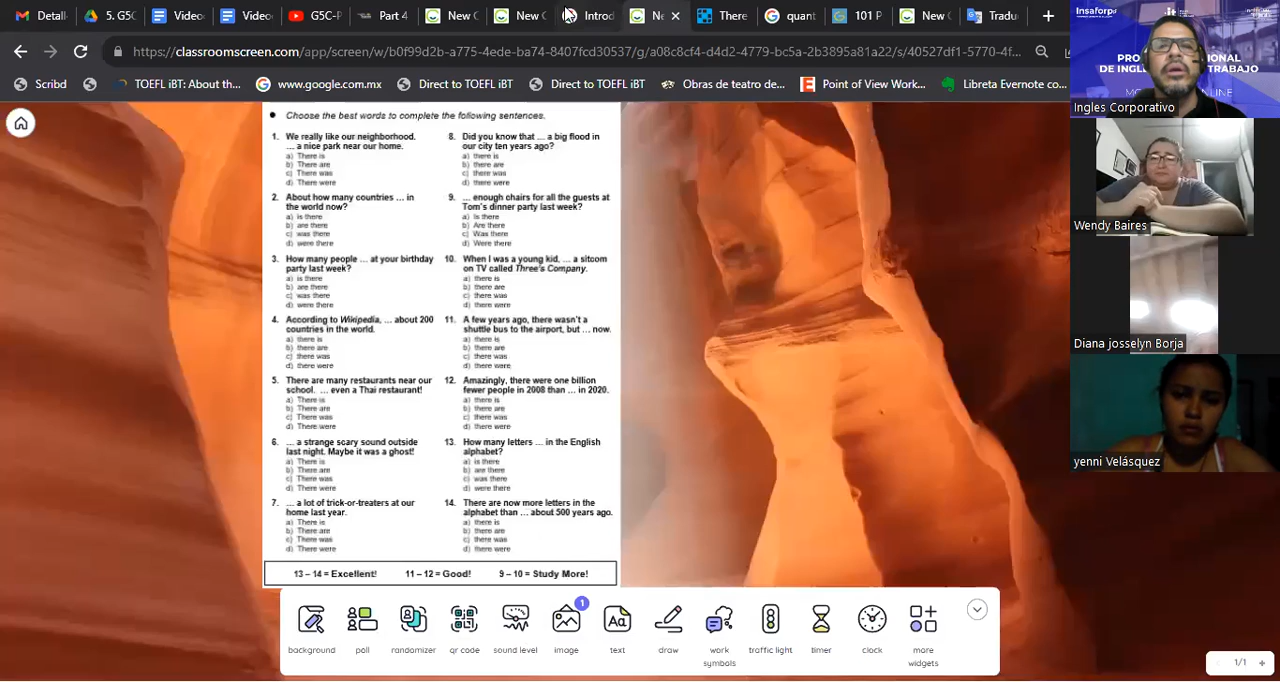 Detall
5. G5C
Videoc
Videoc
G5C-P
Part 4
New C
New C
Introd
Ne
There
quant
101 P
New C
Tradu
https://classroomscreen.com/app/screen/w/b0f99d2b-a775-4ede-ba74-8407fcd30537/g/a08c8cf4-d4d2-4779-bc5a-2b3895a81a22/s/40527df1-5770-4f...
Scribd
TOEFL iBT: About th...
www.google.com.mx
Direct to TOEFL iBT
Direct to TOEFL iBT
Obras de teatro de...
Point of View Work...
Libreta Evernote co...
Choose the best words to complete the following sentences.
1. We really like our neighborhood.
... a nice park near our home.
a) There is
b) There are
c) There was
d) There were
2. About how many countries ... in
the world now?
a) is there
b) are there
c) was there
d) were there
3. How many people ... at your birthday
party last week?
a) is there
b) are there
c) was there
d) were there
4. According to Wikipedia, ... about 200
countries in the world.
a) there is
b) there are
c) there was
d) there were
5. There are many restaurants near our
school. ... even a Thai restaurant!
a) There is
b) There are
c) There was
d) There were
6. ... a strange scary sound outside
last night. Maybe it was a ghost!
a) There is
b) There are
c) There was
d) There were
7. ... a lot of trick-or-treaters at our
home last year.
a) There is
b) There are
c) There was
d) There were
8. Did you know that ... a big flood in
our city ten years ago?
a) there is
b) there are
c) there was
d) there were
9. ... enough chairs for all the guests at
Tom's dinner party last week?
a) Is there
b) Are there
c) Was there
d) Were there
10. When I was a young kid, ... a sitcom
on TV called Three's Company.
a) there is
b) there are
c) there was
d) there were
11. A few years ago, there wasn't a
shuttle bus to the airport, but ... now.
a) there is
b) there are
c) there was
d) there were
12. Amazingly, there were one billion
fewer people in 2008 than ... in 2020.
a) there is
b) there are
c) there was
d) there were
13. How many letters ... in the English
alphabet?
a) is there
b) are there
c) was there
d) were there
14. There are now more letters in the
alphabet than ... about 500 years ago.
a) there is
b) there are
c) there was
d) there were
13 – 14 = Excellent! 11 – 12 = Good! 9 – 10 = Study More!
background
poll
randomizer
qr code
sound level
image
1
text
draw
work
symbols
traffic light
timer
clock
more
widgets
1/1
Insaforp
Ingles Corporativo
Wendy Baires
Diana josselyn Borja
yenni Velásquez